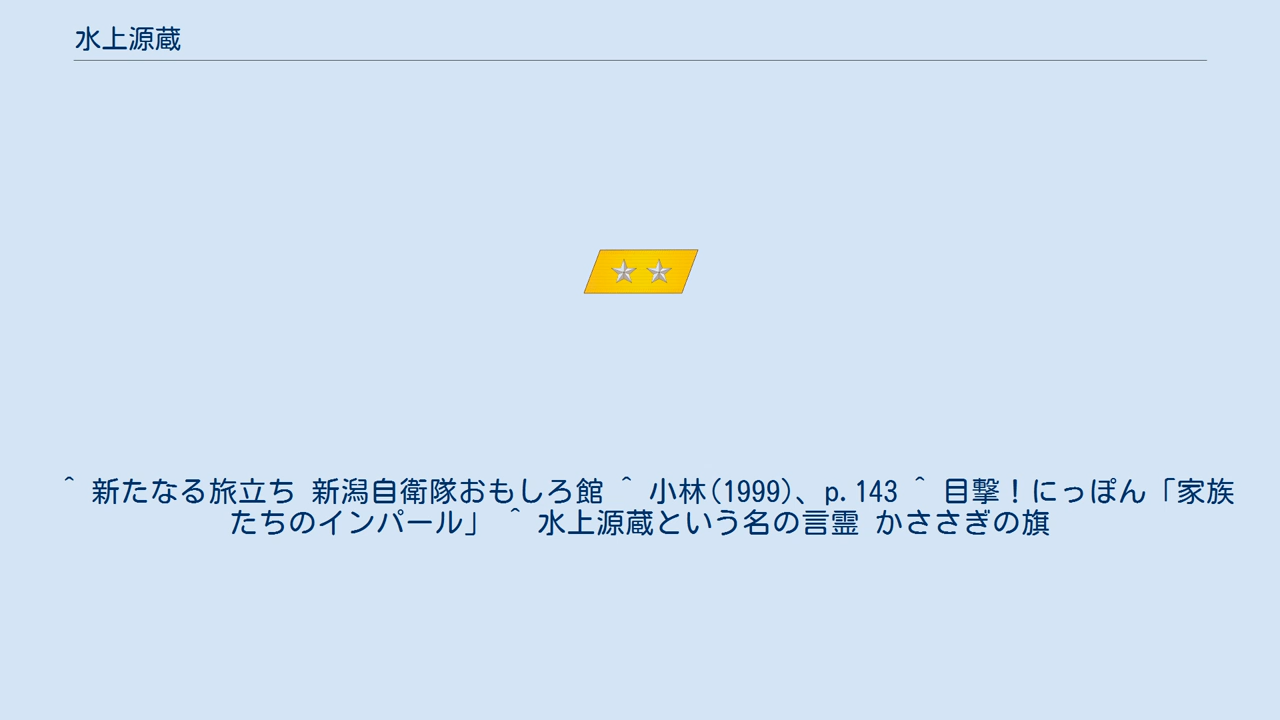 水上源蔵
^ 新たなる旅立ち 新潟自衛隊おもしろ館 ^ 小林(1999)、p.143 ^ 目撃！にっぽん「家族
たちのインパール」 ^ 水上源蔵という名の言霊 かささぎの旗